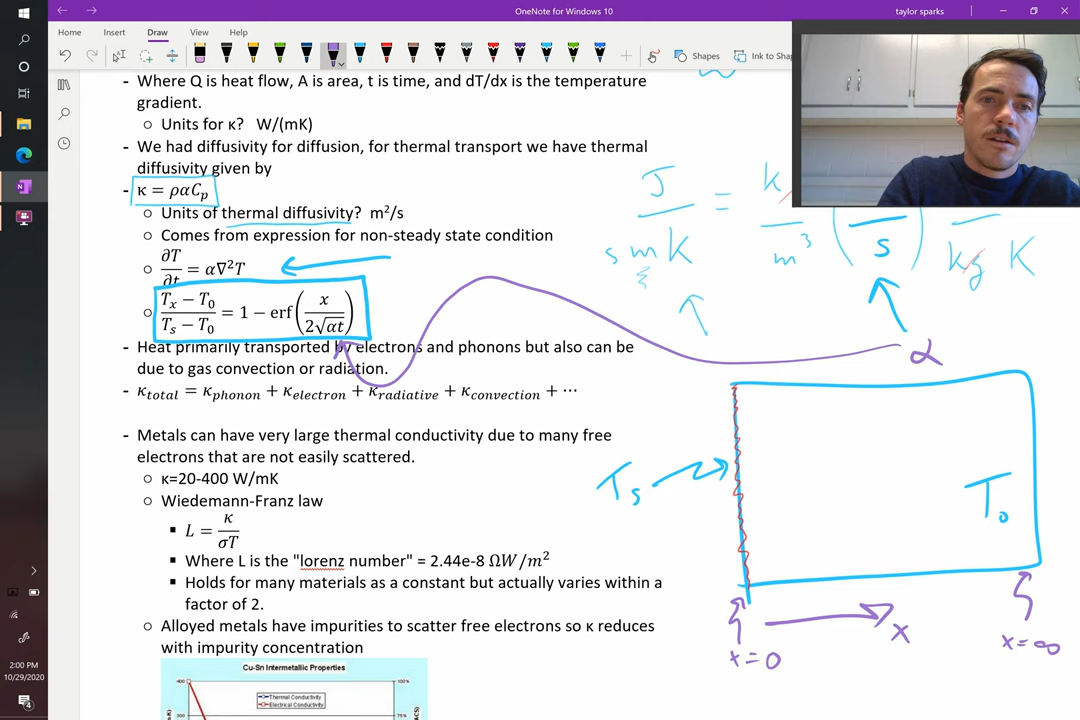 OneNote for Windows 10
taylor sparks
Home Insert Draw View Help
Shapes
Ink to Shap
- Where Q is heat flow, A is area, t is time, and dT/dx is the temperature
gradient.
○ Units for κ? W/(mK)
- We had diffusivity for diffusion, for thermal transport we have thermal
diffusivity given by
- κ = ραC_p
○ Units of thermal diffusivity? m²/s
○ Comes from expression for non-steady state condition
○ ∂T/∂t = α∇²T
○ (T_x − T_0)/(T_s − T_0) = 1 − erf(x/(2√αt))
- Heat primarily transported by electrons and phonons but also can be
due to gas convection or radiation.
- κ_total = κ_phonon + κ_electron + κ_radiative + κ_convection + ⋯
- Metals can have very large thermal conductivity due to many free
electrons that are not easily scattered.
○ κ=20-400 W/mK
○ Wiedemann-Franz law
▪ L = κ/(σT)
▪ Where L is the "lorenz number" = 2.44e-8 ΩW/m²
▪ Holds for many materials as a constant but actually varies within a
factor of 2.
○ Alloyed metals have impurities to scatter free electrons so κ reduces
with impurity concentration
Cu-Sn Intermetallic Properties
Thermal Conductivity
Electrical Conductivity
400
300
100%
75%
J
s m K
=
m³
s
kg K
α
T_s
T_0
x=0
x
x=∞
2:00 PM
10/29/2020